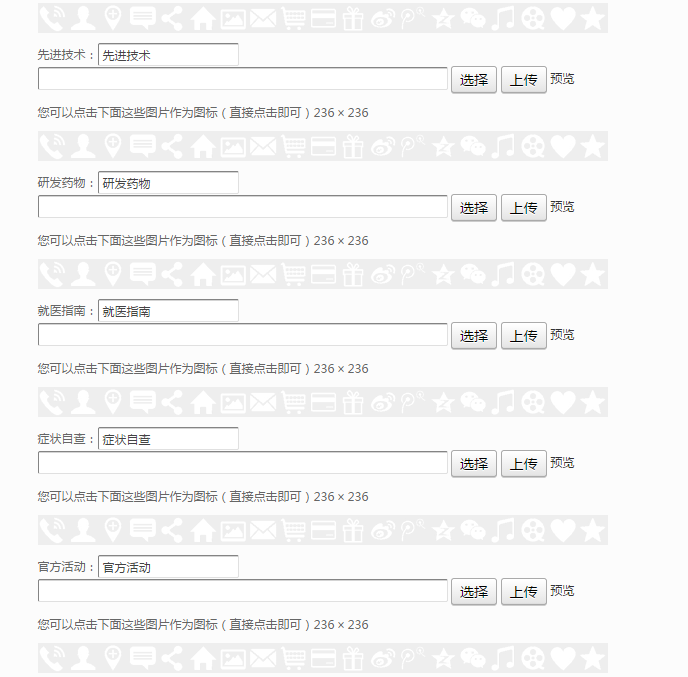 先进技术：先进技术
选择 上传 预览
您可以点击下面这些图片作为图标（直接点击即可）236 × 236
研发药物：研发药物
选择 上传 预览
您可以点击下面这些图片作为图标（直接点击即可）236 × 236
就医指南：就医指南
选择 上传 预览
您可以点击下面这些图片作为图标（直接点击即可）236 × 236
症状自查：症状自查
选择 上传 预览
您可以点击下面这些图片作为图标（直接点击即可）236 × 236
官方活动：官方活动
选择 上传 预览
您可以点击下面这些图片作为图标（直接点击即可）236 × 236